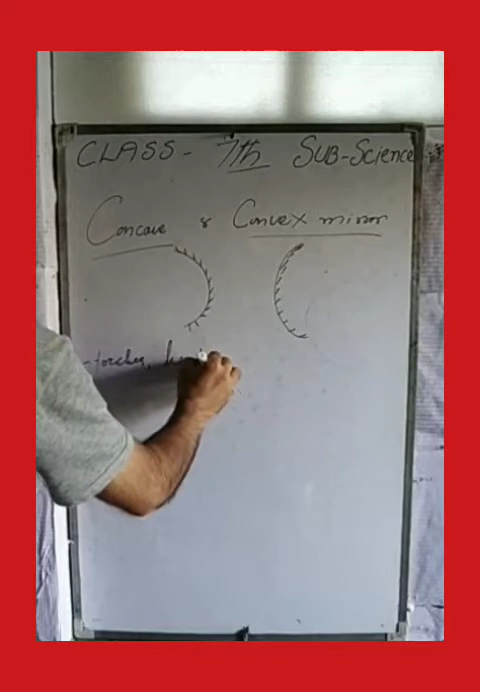 CLASS - 7th SUB-Science
Concave & Convex mirror
-torches,